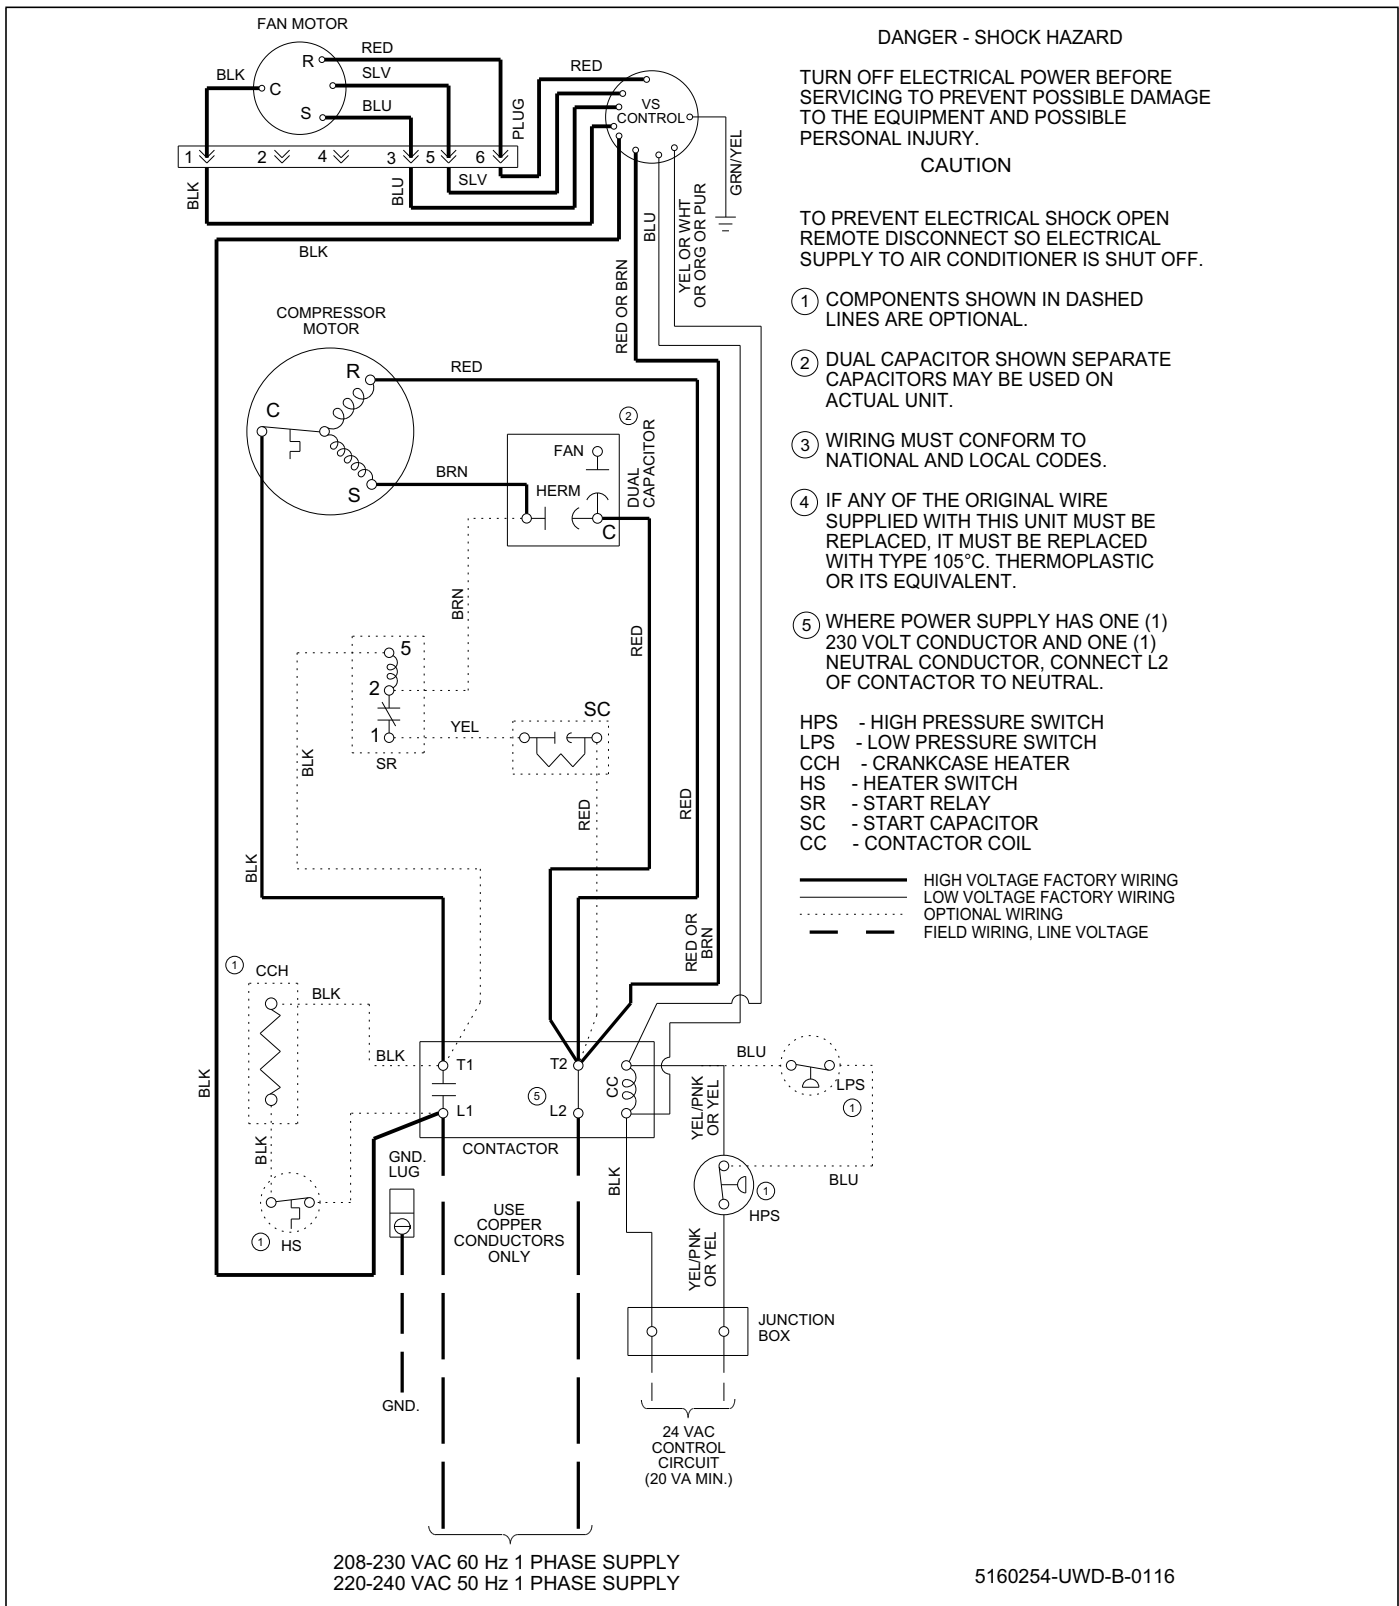 FAN MOTOR
RED
SLV
BLU
BLK
R
C
S
PLUG
RED
VS
CONTROL
GRN/YEL
1
2
4
3
5
6
BLK
BLU
SLV
BLK
RED OR BRN
BLU
YEL OR WHT
OR ORG OR PUR
COMPRESSOR
MOTOR
R
C
S
RED
BRN
2
FAN
HERM
C
DUAL
CAPACITOR
BRN
RED
5
2
1
SR
YEL
SC
BLK
RED
RED
BLK
RED OR
BRN
1
CCH
BLK
BLK
T1
T2
CC
5
L1
L2
CONTACTOR
BLK
BLK
GND.
LUG
1
HS
USE
COPPER
CONDUCTORS
ONLY
BLU
LPS
1
YEL/PNK
OR YEL
BLU
BLK
1
HPS
YEL/PNK
OR YEL
JUNCTION
BOX
GND.
24 VAC
CONTROL
CIRCUIT
(20 VA MIN.)
208-230 VAC 60 Hz 1 PHASE SUPPLY
220-240 VAC 50 Hz 1 PHASE SUPPLY
DANGER - SHOCK HAZARD
TURN OFF ELECTRICAL POWER BEFORE
SERVICING TO PREVENT POSSIBLE DAMAGE
TO THE EQUIPMENT AND POSSIBLE
PERSONAL INJURY.
CAUTION
TO PREVENT ELECTRICAL SHOCK OPEN
REMOTE DISCONNECT SO ELECTRICAL
SUPPLY TO AIR CONDITIONER IS SHUT OFF.
1 COMPONENTS SHOWN IN DASHED
LINES ARE OPTIONAL.
2 DUAL CAPACITOR SHOWN SEPARATE
CAPACITORS MAY BE USED ON
ACTUAL UNIT.
3 WIRING MUST CONFORM TO
NATIONAL AND LOCAL CODES.
4 IF ANY OF THE ORIGINAL WIRE
SUPPLIED WITH THIS UNIT MUST BE
REPLACED, IT MUST BE REPLACED
WITH TYPE 105°C. THERMOPLASTIC
OR ITS EQUIVALENT.
5 WHERE POWER SUPPLY HAS ONE (1)
230 VOLT CONDUCTOR AND ONE (1)
NEUTRAL CONDUCTOR, CONNECT L2
OF CONTACTOR TO NEUTRAL.
HPS - HIGH PRESSURE SWITCH
LPS - LOW PRESSURE SWITCH
CCH - CRANKCASE HEATER
HS - HEATER SWITCH
SR - START RELAY
SC - START CAPACITOR
CC - CONTACTOR COIL
HIGH VOLTAGE FACTORY WIRING
LOW VOLTAGE FACTORY WIRING
OPTIONAL WIRING
FIELD WIRING, LINE VOLTAGE
5160254-UWD-B-0116